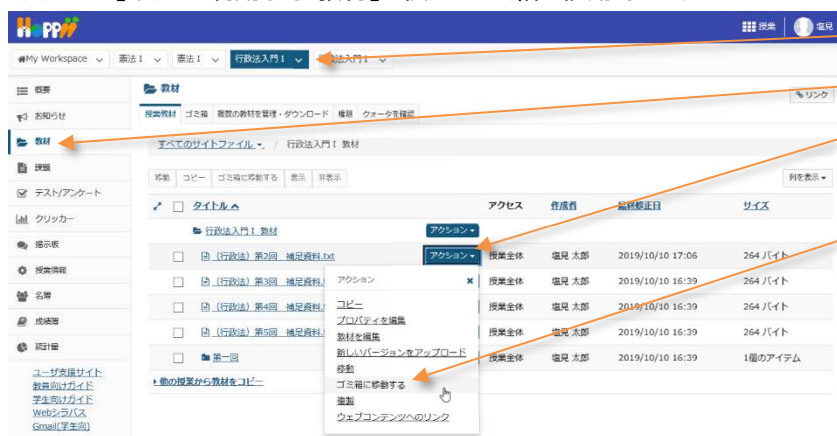 Hoppii
授業
塩見
My Workspace
憲法 I
憲法 I
行政法入門 I
概要
教材
リンク
お知らせ
授業教材 ゴミ箱 複数の教材を管理・ダウンロード 権限 クォータを確認
教材
すべてのサイトファイル / 行政法入門 I 教材
課題
移動 コピー ゴミ箱に移動する 表示 非表示
列を表示
テスト/アンケート
タイトル アクセス 作成者 最終修正日 サイズ
クリッカー
行政法入門 I 教材 アクション
掲示板
(行政法) 第2回 補足資料.txt アクション 授業全体 塩見 太郎 2019/10/10 17:06 264 バイト
授業情報
(行政法) 第3回 補足資料. 授業全体 塩見 太郎 2019/10/10 16:39 264 バイト
名簿
(行政法) 第4回 補足資料. 授業全体 塩見 太郎 2019/10/10 16:39 264 バイト
成績簿
(行政法) 第5回 補足資料. 授業全体 塩見 太郎 2019/10/10 16:39 264 バイト
統計量
第一回 授業全体 塩見 太郎 2019/10/10 16:39 1個のアイテム
他の授業から教材をコピー
アクション ×
コピー
プロパティを編集
教材を編集
新しいバージョンをアップロード
移動
ゴミ箱に移動する
複製
ウェブコンテンツへのリンク
ユーザ支援サイト
教員向けガイド
学生向けガイド
Webシラバス
Gmail(学生向)